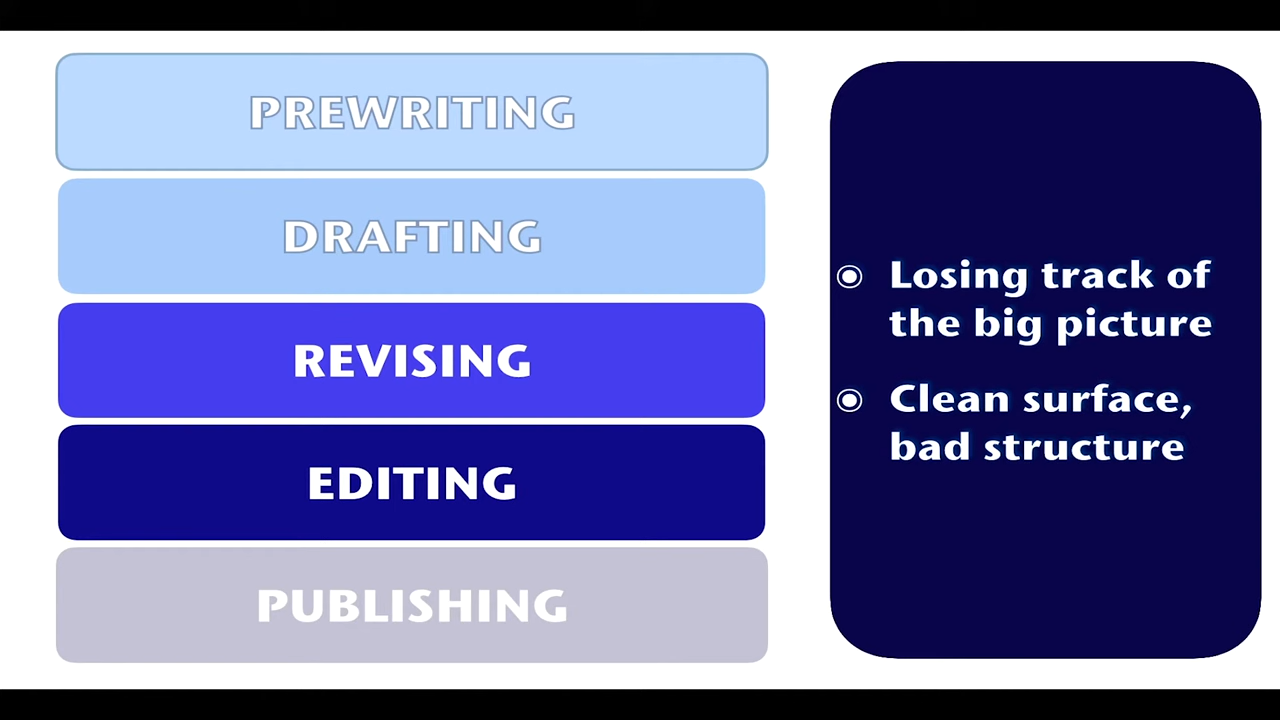 PREWRITING
DRAFTING
REVISING
EDITING
PUBLISHING
Losing track of
the big picture
Clean surface,
bad structure